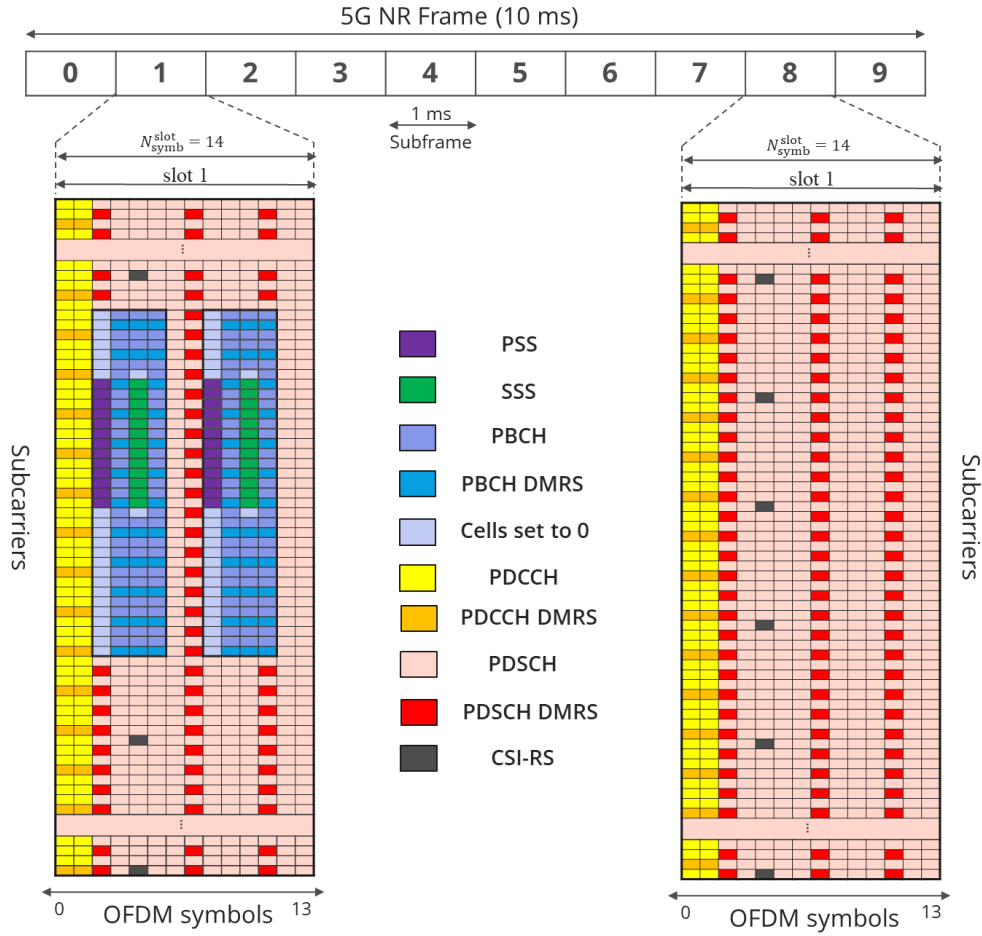 5G NR Frame (10 ms)
0 1 2 3 4 5 6 7 8 9
1 ms
Subframe
N_symb^slot = 14
slot 1
N_symb^slot = 14
slot 1
⋮
⋮
PSS
SSS
PBCH
PBCH DMRS
Cells set to 0
PDCCH
PDCCH DMRS
PDSCH
PDSCH DMRS
CSI-RS
Subcarriers
Subcarriers
⋮
⋮
0 OFDM symbols 13
0 OFDM symbols 13